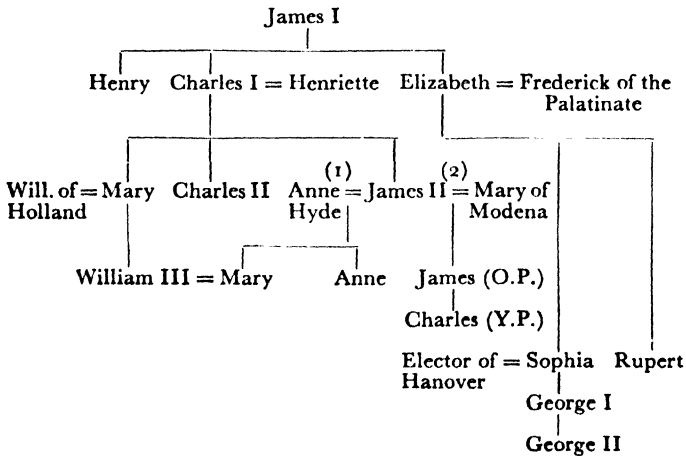 James I
Henry Charles I = Henriette Elizabeth = Frederick of the
Palatinate
(1) (2)
Will. of = Mary Charles II Anne = James II = Mary of
Holland Hyde Modena
William III = Mary Anne James (O.P.)
Charles (Y.P.)
Elector of = Sophia Rupert
Hanover
George I
George II